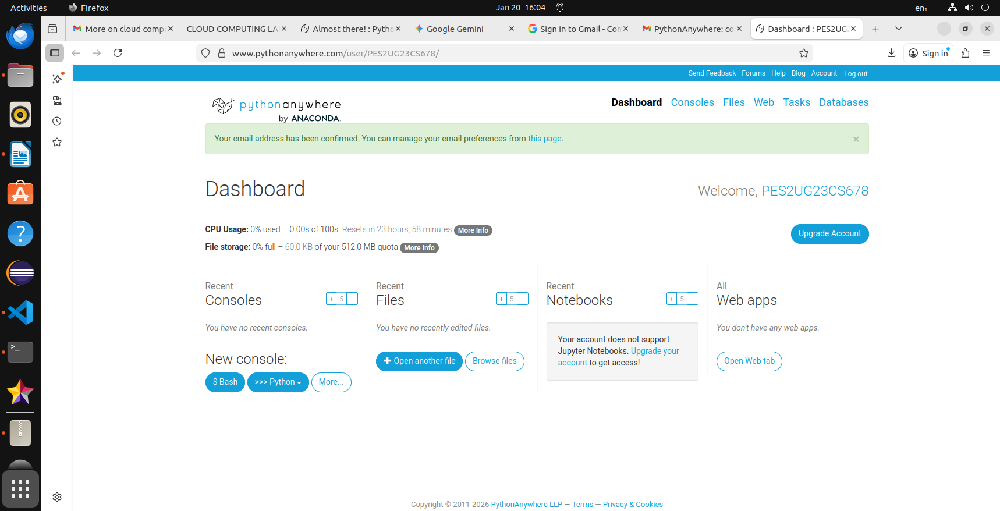 Activities
Firefox
Jan 20 16:04
en1
More on cloud comp
CLOUD COMPUTING LA
Almost there! : Pytho
Google Gemini
Sign in to Gmail - Con
PythonAnywhere: co
Dashboard : PES2UG2
www.pythonanywhere.com/user/PES2UG23CS678/
Sign in
Send Feedback Forums Help Blog Account Log out
pythonanywhere
by ANACONDA.
Dashboard Consoles Files Web Tasks Databases
Your email address has been confirmed. You can manage your email preferences from this page.
×
Dashboard
Welcome, PES2UG23CS678
CPU Usage: 0% used – 0.00s of 100s. Resets in 23 hours, 58 minutes More Info
Upgrade Account
File storage: 0% full – 60.0 KB of your 512.0 MB quota More Info
Recent
Consoles
+ 5 −
You have no recent consoles.
New console:
$ Bash
>>> Python
More...
Recent
Files
+ 5 −
You have no recently edited files.
Open another file
Browse files
Recent
Notebooks
+ 5 −
Your account does not support
Jupyter Notebooks. Upgrade your
account to get access!
All
Web apps
You don't have any web apps.
Open Web tab
Copyright © 2011-2026 PythonAnywhere LLP — Terms — Privacy & Cookies